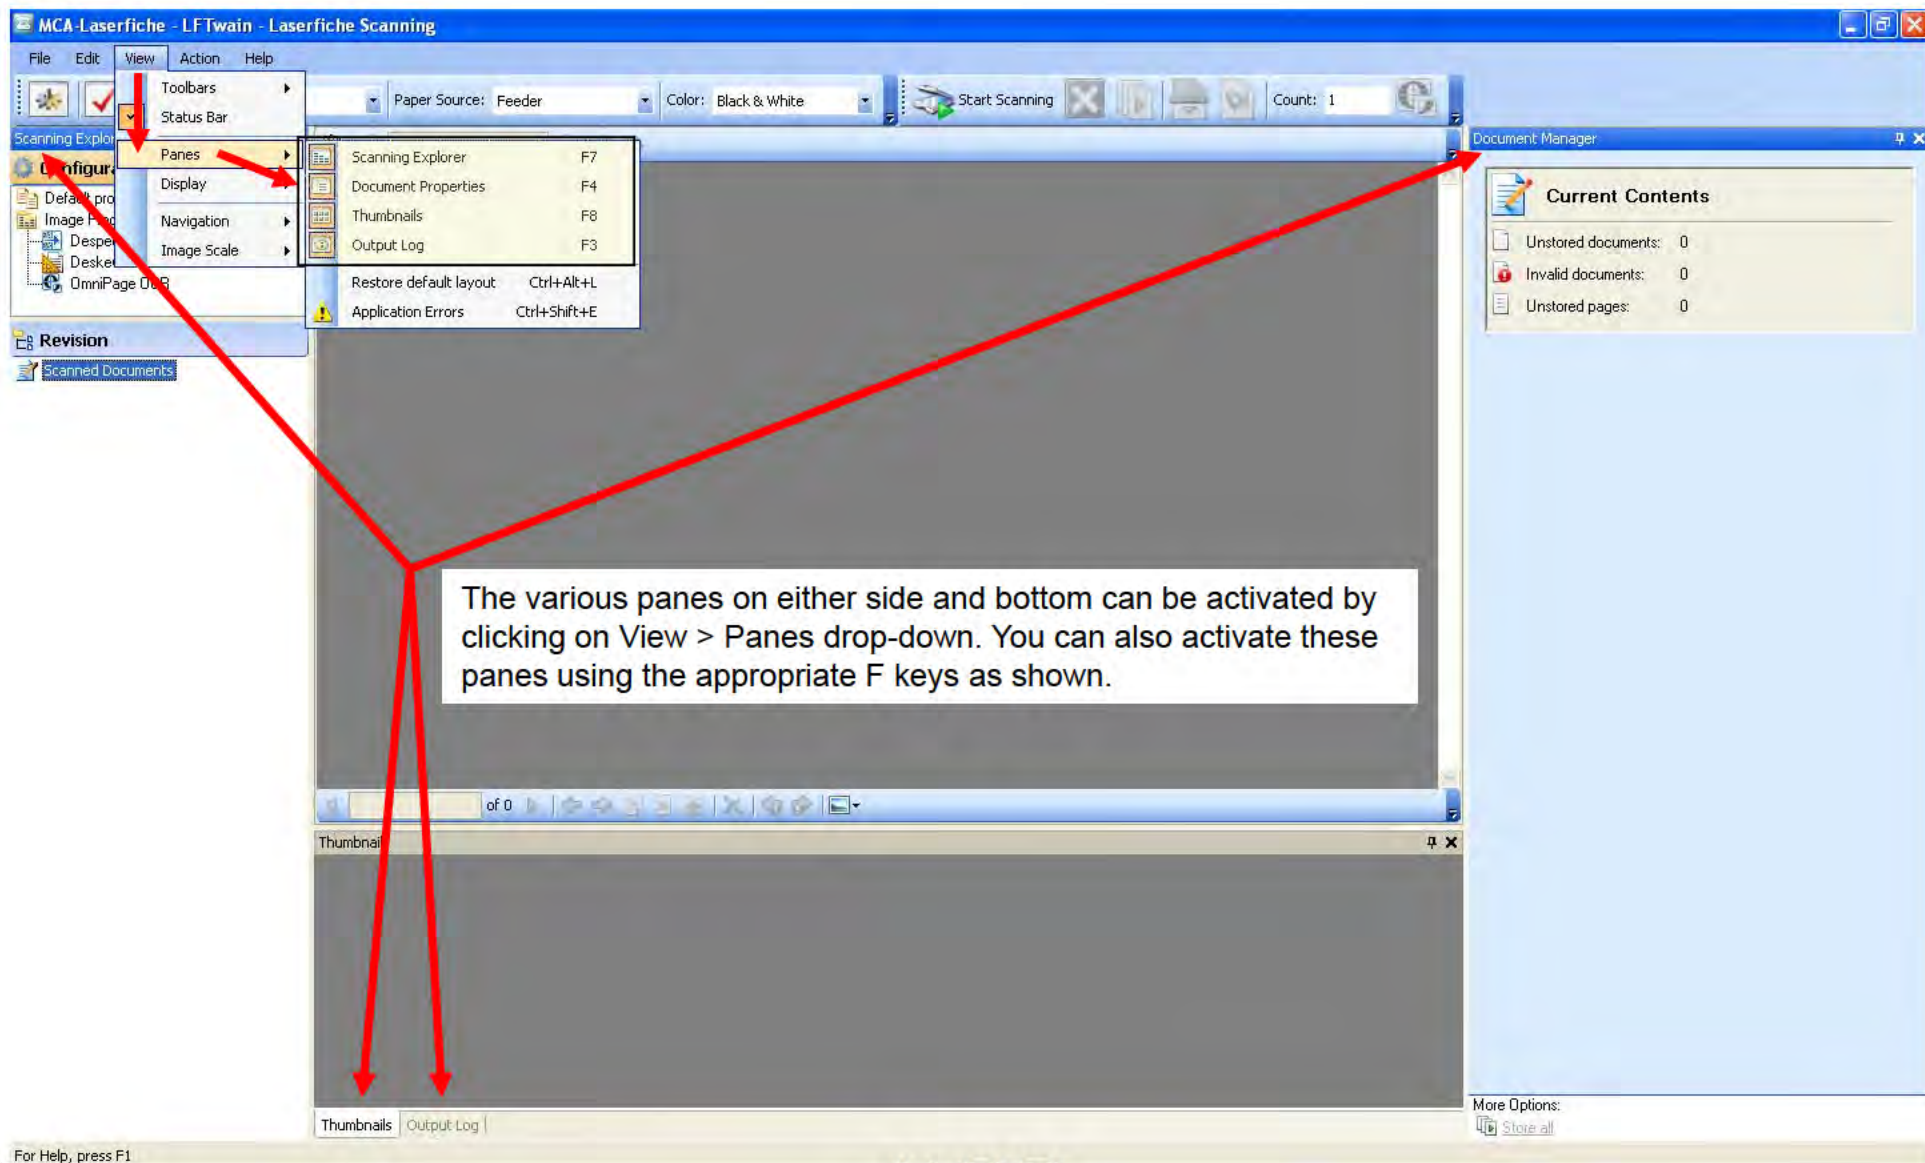 MCA-Laserfiche - LFTwain - Laserfiche Scanning
File Edit View Action Help
Paper Source: Feeder Color: Black & White Start Scanning Count: 1
Toolbars
Status Bar
Panes
Display
Navigation
Image Scale
Scanning Explorer F7
Document Properties F4
Thumbnails F8
Output Log F3
Restore default layout Ctrl+Alt+L
Application Errors Ctrl+Shift+E
Scanning
Default
Image
OmniPage
Revision
Scanned Documents
The various panes on either side and bottom can be activated by
clicking on View > Panes drop-down. You can also activate these
panes using the appropriate F keys as shown.
of 0
Thumbnails Output Log
Document Manager
Current Contents
Unstored documents: 0
Invalid documents: 0
Unstored pages: 0
More Options:
Store all
For Help, press F1